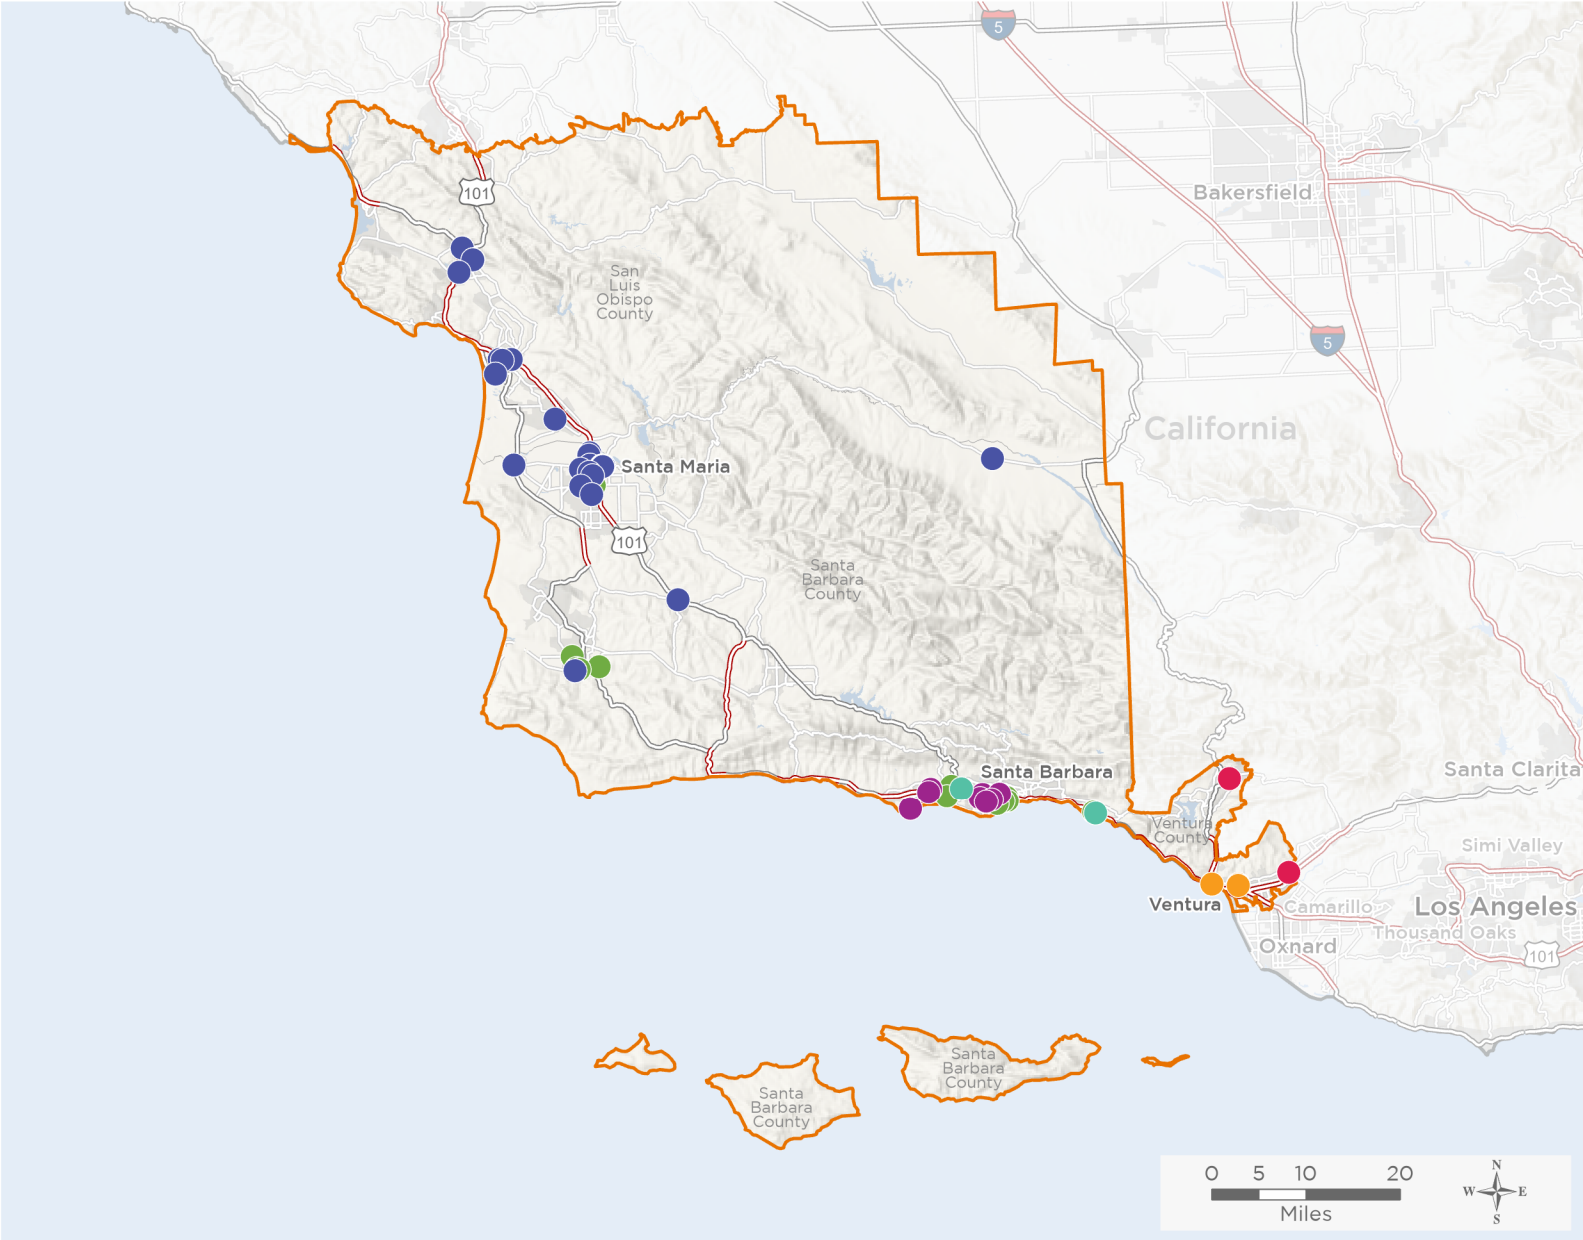 5
Bakersfield
101
San
Luis
Obispo
County
5
California
Santa Maria
101
Santa
Barbara
County
Santa Barbara
Santa Clarita
Ventura
County
Simi Valley
Ventura
Camarillo
Los Angeles
Thousand Oaks
Oxnard
101
Santa
Barbara
County
Santa
Barbara
County
0 5 10 20
Miles
N
W E
S